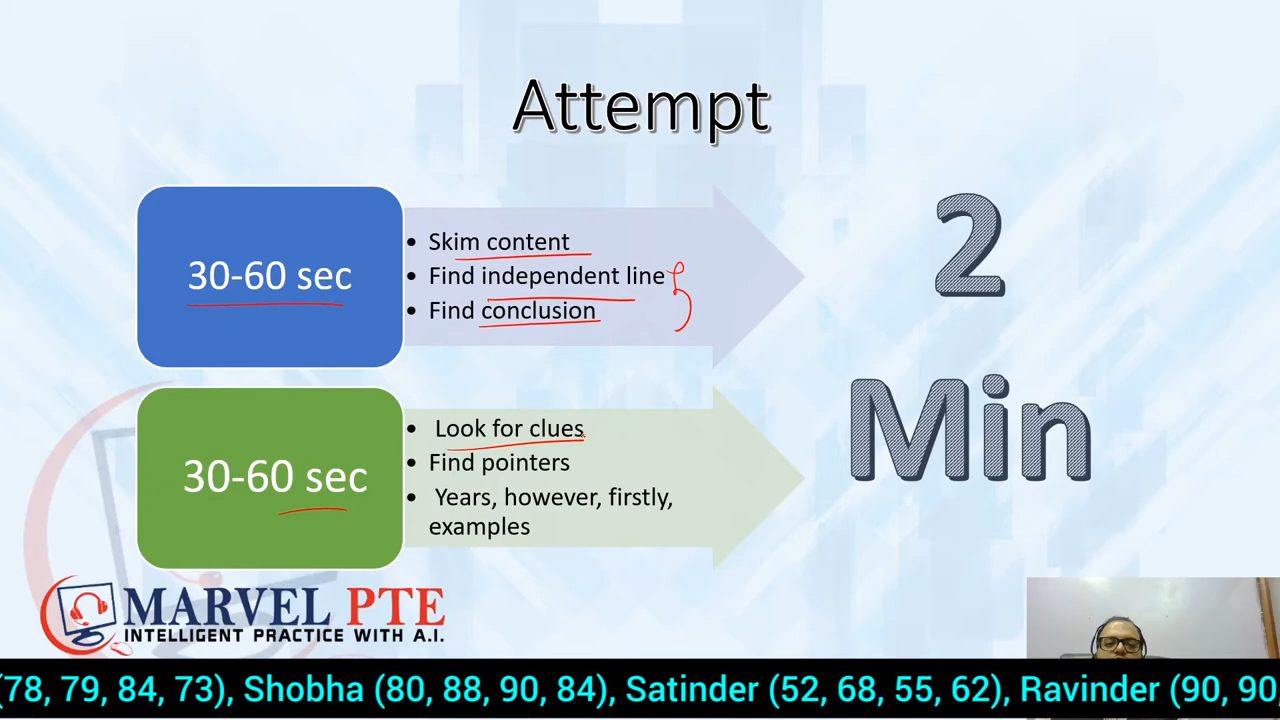 Attempt
30-60 sec
• Skim content
• Find independent line
• Find conclusion
30-60 sec
• Look for clues
• Find pointers
• Years, however, firstly,
examples
2
Min
MARVEL PTE
INTELLIGENT PRACTICE WITH A.I.
(78, 79, 84, 73), Shobha (80, 88, 90, 84), Satinder (52, 68, 55, 62), Ravinder (90, 90